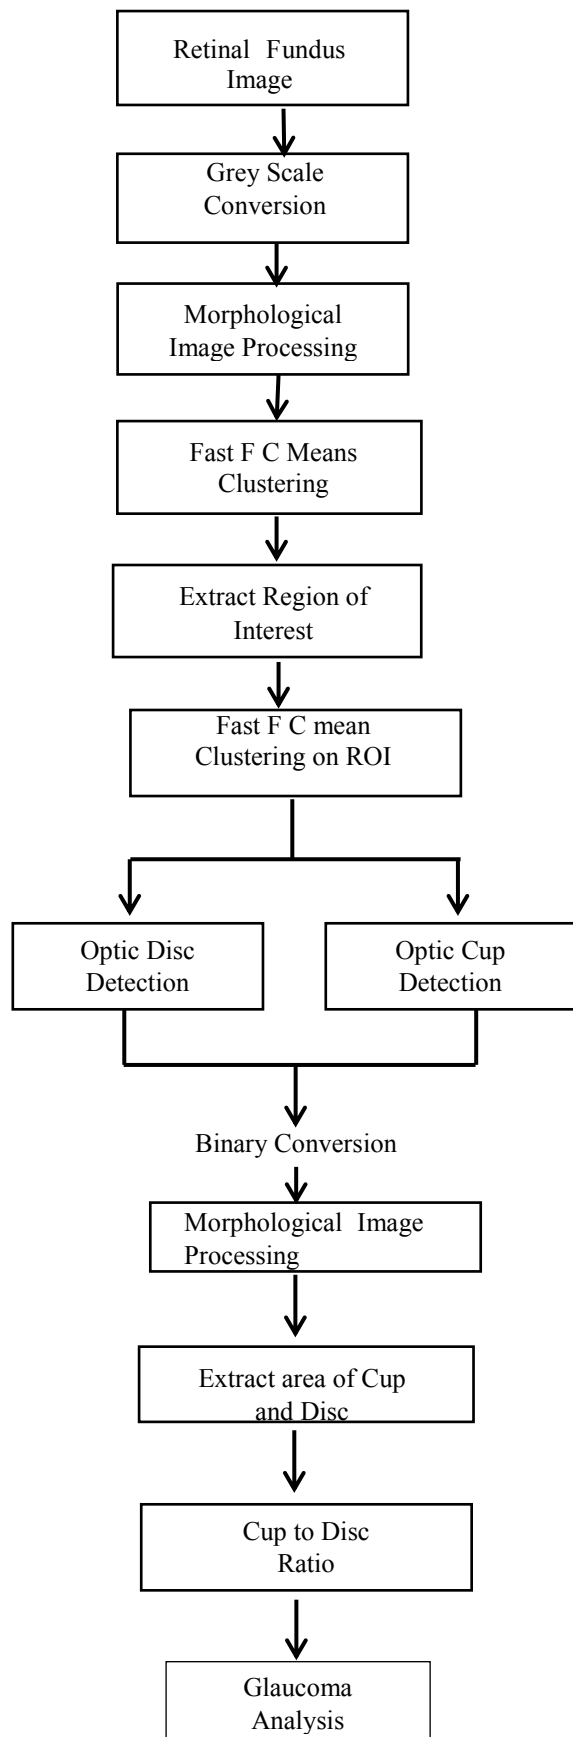 Retinal Fundus
Image
Grey Scale
Conversion
Morphological
Image Processing
Fast F C Means
Clustering
Extract Region of
Interest
Fast F C mean
Clustering on ROI
Optic Disc
Detection
Optic Cup
Detection
Binary Conversion
Morphological Image
Processing
Extract area of Cup
and Disc
Cup to Disc
Ratio
Glaucoma
Analysis